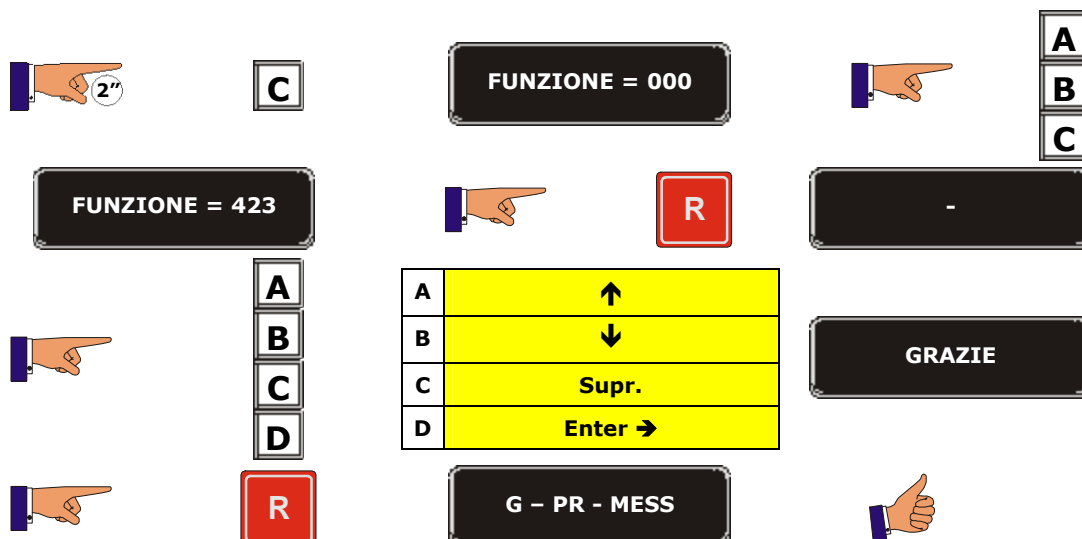 2”
C
FUNZIONE = 000
A
B
C
FUNZIONE = 423
R
-
A
B
C
D
A ↑
B ↓
C Supr.
D Enter ➔
GRAZIE
R
G – PR - MESS